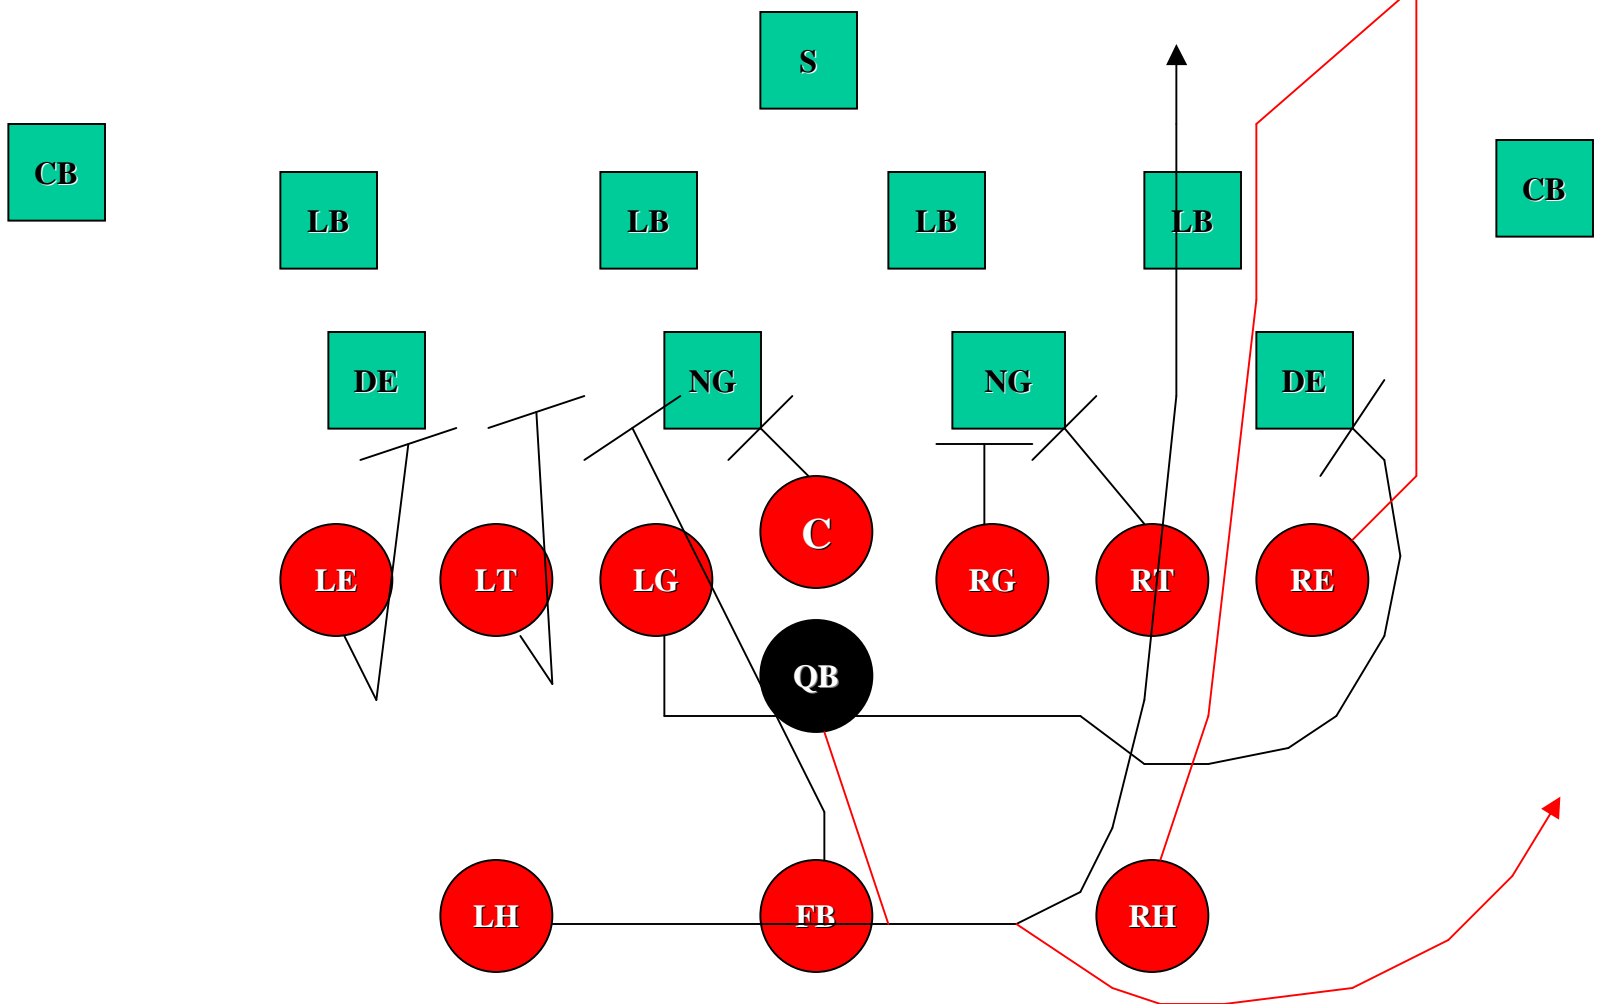 S
CB
CB
LB
LB
LB
LB
DE
NG
NG
DE
C
LE
LT
LG
RG
RT
RE
QB
LH
FB
RH